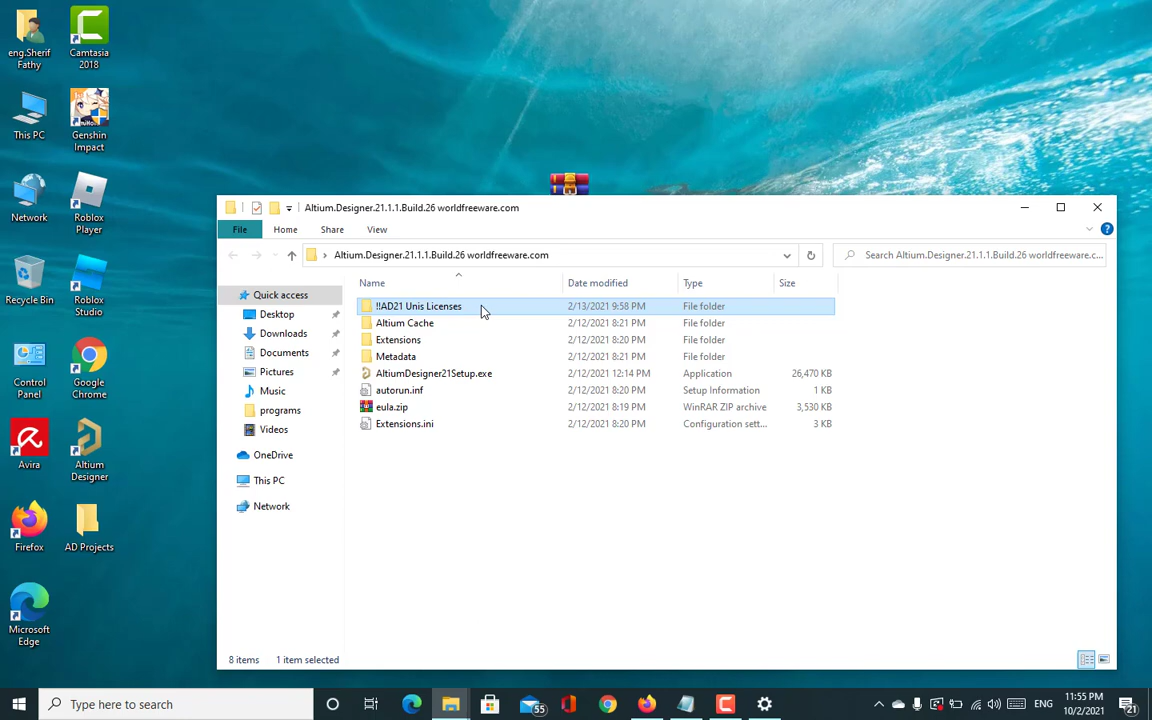 eng.Sherif
Fathy
Camtasia
2018
This PC
Genshin
Impact
Network
Roblox
Player
Recycle Bin
Roblox
Studio
Control
Panel
Google
Chrome
Avira
Altium
Designer
Firefox
AD Projects
Microsoft
Edge
Altium.Designer.21.1.1.Build.26 worldfreeware.com
File Home Share View
Altium.Designer.21.1.1.Build.26 worldfreeware.com
Search Altium.Designer.21.1.1.Build.26 worldfreeware.c...
Quick access
Desktop
Downloads
Documents
Pictures
Music
programs
Videos
OneDrive
This PC
Network
Name Date modified Type Size
!!AD21 Unis Licenses 2/13/2021 9:58 PM File folder
Altium Cache 2/12/2021 8:21 PM File folder
Extensions 2/12/2021 8:20 PM File folder
Metadata 2/12/2021 8:21 PM File folder
AltiumDesigner21Setup.exe 2/12/2021 12:14 PM Application 26,470 KB
autorun.inf 2/12/2021 8:20 PM Setup Information 1 KB
eula.zip 2/12/2021 8:19 PM WinRAR ZIP archive 3,530 KB
Extensions.ini 2/12/2021 8:20 PM Configuration sett... 3 KB
8 items 1 item selected
Type here to search
55
ENG
11:55 PM
10/2/2021
21